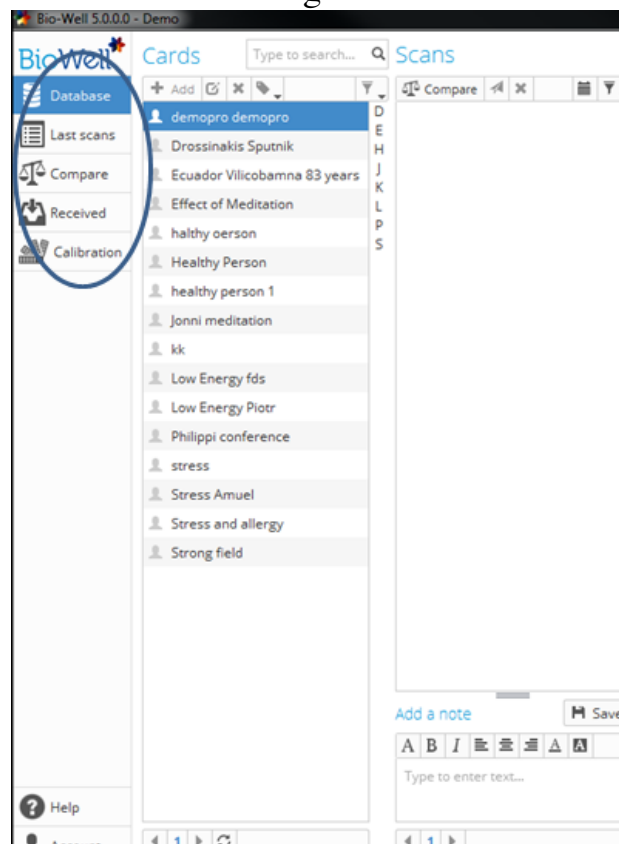 Bio-Well 5.0.0.0 - Demo
BioWell
Database
Last scans
Compare
Received
Calibration
Help
Cards
Type to search...
Add
demopro demopro
Drossinakis Sputnik
Ecuador Vilicobamna 83 years
Effect of Meditation
halthy oerson
Healthy Person
healthy person 1
Jonni meditation
kk
Low Energy fds
Low Energy Piotr
Philippi conference
stress
Stress Amuel
Stress and allergy
Strong field
1
D
E
H
J
K
L
P
S
Scans
Compare
Add a note
Save
A B I A A
Type to enter text...
1